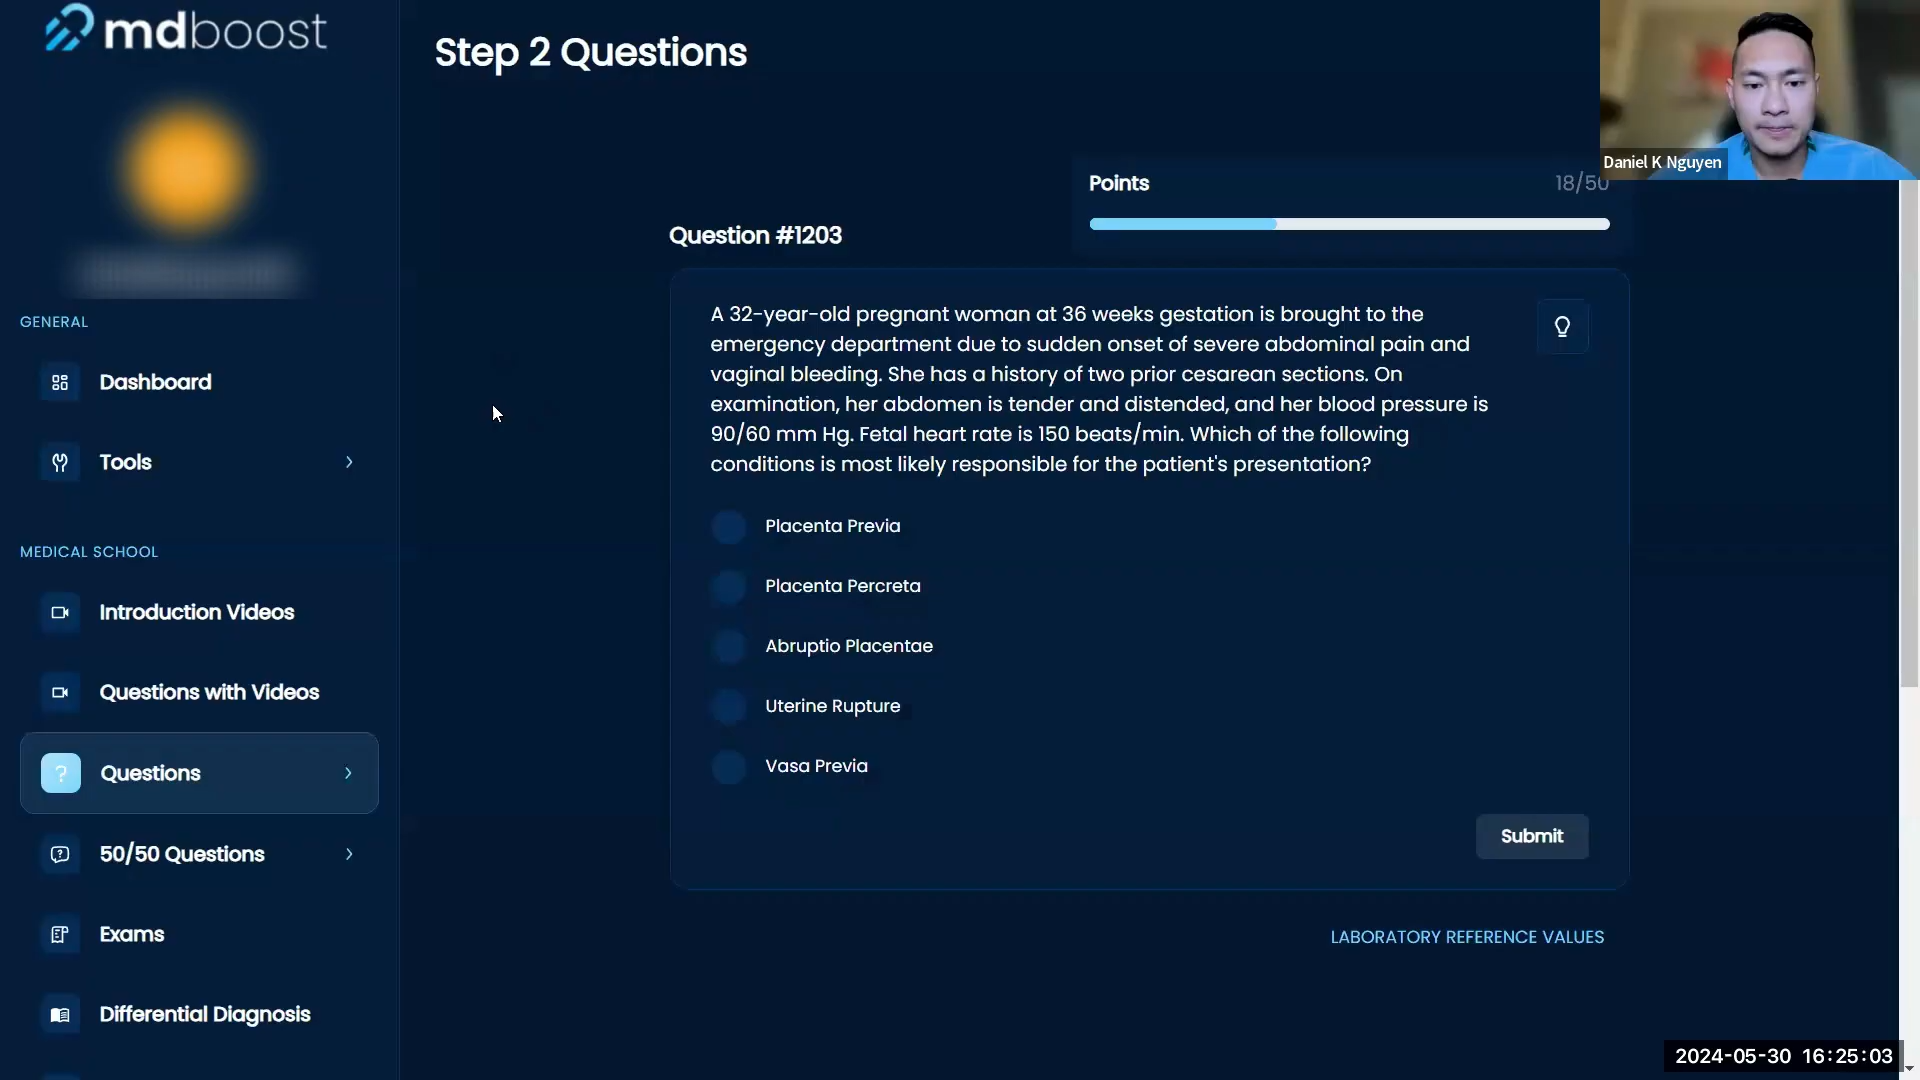 mdboost
Step 2 Questions
Daniel K Nguyen
Points
18/50
Question #1203
GENERAL
Dashboard
Tools
MEDICAL SCHOOL
Introduction Videos
Questions with Videos
? Questions
50/50 Questions
Exams
Differential Diagnosis
A 32-year-old pregnant woman at 36 weeks gestation is brought to the
emergency department due to sudden onset of severe abdominal pain and
vaginal bleeding. She has a history of two prior cesarean sections. On
examination, her abdomen is tender and distended, and her blood pressure is
90/60 mm Hg. Fetal heart rate is 150 beats/min. Which of the following
conditions is most likely responsible for the patient's presentation?
Placenta Previa
Placenta Percreta
Abruptio Placentae
Uterine Rupture
Vasa Previa
Submit
LABORATORY REFERENCE VALUES
2024-05-30 16:25:03